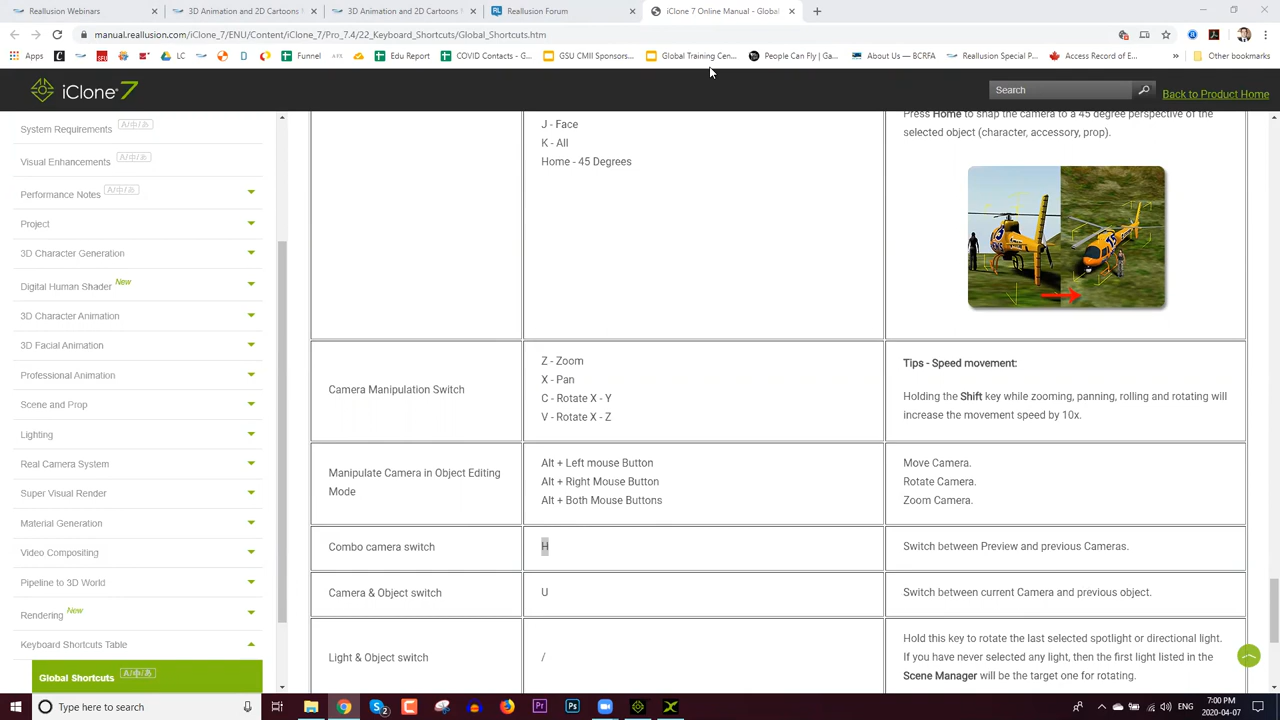 Reallusion Webinars
3D Animation and 2D Cartoons M
3D Animation and 2D Cartoons M
Reallusion Forum
iClone 7 Online Manual - Global
manual.reallusion.com/iClone_7/ENU/Content/iClone_7/Pro_7.4/22_Keyboard_Shortcuts/Global_Shortcuts.htm
Apps
LC
Funnel
Edu Report
COVID Contacts - G...
GSU CMII Sponsors...
Global Training Cen...
People Can Fly | Ga...
About Us — BCRFA
Reallusion Special P...
Access Record of E...
»
Other bookmarks
iClone 7
Search
Back to Product Home
System Requirements
Visual Enhancements
Performance Notes
Project
3D Character Generation
Digital Human Shader New
3D Character Animation
3D Facial Animation
Professional Animation
Scene and Prop
Lighting
Real Camera System
Super Visual Render
Material Generation
Video Compositing
Pipeline to 3D World
Rendering New
Keyboard Shortcuts Table
Global Shortcuts
J - Face
K - All
Home - 45 Degrees
Press Home to snap the camera to a 45 degree perspective of the
selected object (character, accessory, prop).
Camera Manipulation Switch
Z - Zoom
X - Pan
C - Rotate X - Y
V - Rotate X - Z
Tips - Speed movement:
Holding the Shift key while zooming, panning, rolling and rotating will
increase the movement speed by 10x.
Manipulate Camera in Object Editing
Mode
Alt + Left mouse Button
Alt + Right Mouse Button
Alt + Both Mouse Buttons
Move Camera.
Rotate Camera.
Zoom Camera.
Combo camera switch
H
Switch between Preview and previous Cameras.
Camera & Object switch
U
Switch between current Camera and previous object.
Light & Object switch
/
Hold this key to rotate the last selected spotlight or directional light.
If you have never selected any light, then the first light listed in the
Scene Manager will be the target one for rotating.
Type here to search
ENG
7:00 PM
2020-04-07